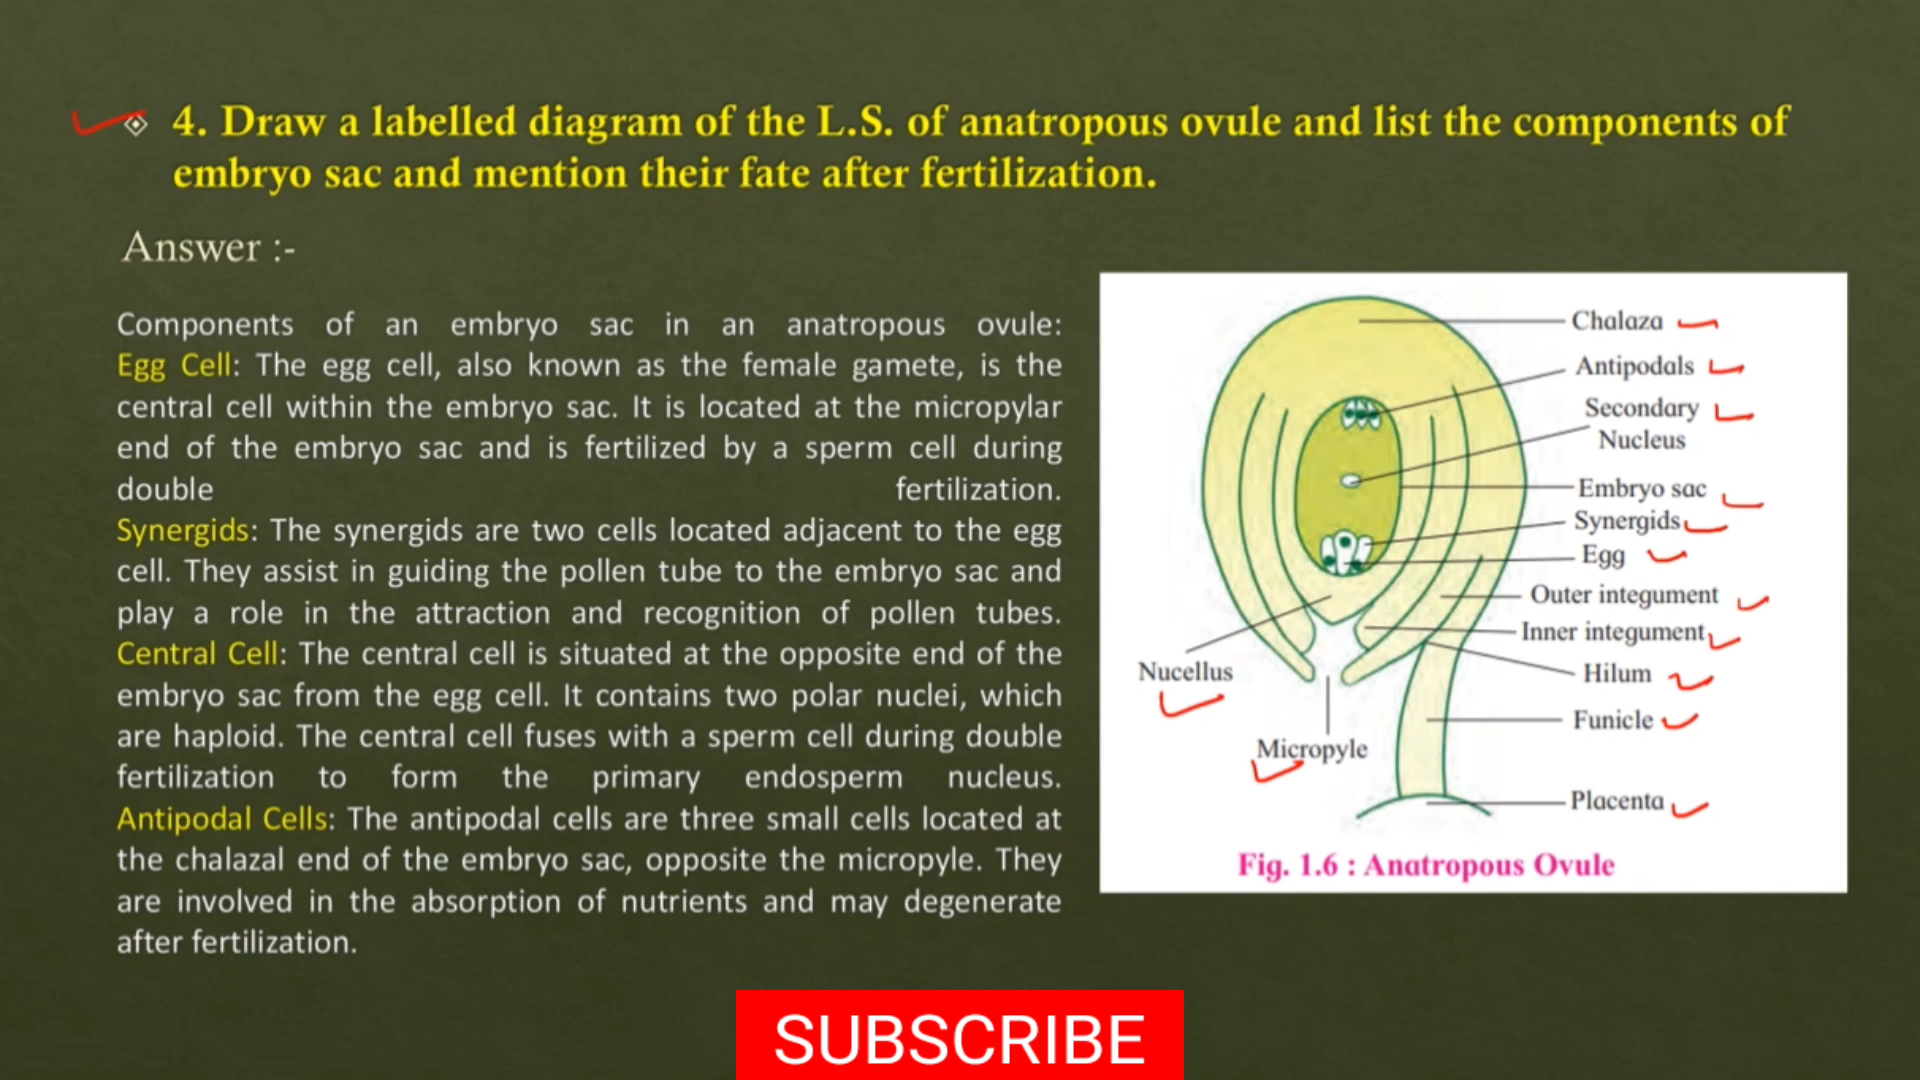 4. Draw a labelled diagram of the L.S. of anatropous ovule and list the components of
embryo sac and mention their fate after fertilization.
Answer :-
Components of an embryo sac in an anatropous ovule:
Egg Cell: The egg cell, also known as the female gamete, is the
central cell within the embryo sac. It is located at the micropylar
end of the embryo sac and is fertilized by a sperm cell during
double fertilization.
Synergids: The synergids are two cells located adjacent to the egg
cell. They assist in guiding the pollen tube to the embryo sac and
play a role in the attraction and recognition of pollen tubes.
Central Cell: The central cell is situated at the opposite end of the
embryo sac from the egg cell. It contains two polar nuclei, which
are haploid. The central cell fuses with a sperm cell during double
fertilization to form the primary endosperm nucleus.
Antipodal Cells: The antipodal cells are three small cells located at
the chalazal end of the embryo sac, opposite the micropyle. They
are involved in the absorption of nutrients and may degenerate
after fertilization.
Chalaza
Antipodals
Secondary
Nucleus
Embryo sac
Synergids
Egg
Outer integument
Inner integument
Hilum
Nucellus
Funicle
Micropyle
Placenta
Fig. 1.6 : Anatropous Ovule
SUBSCRIBE